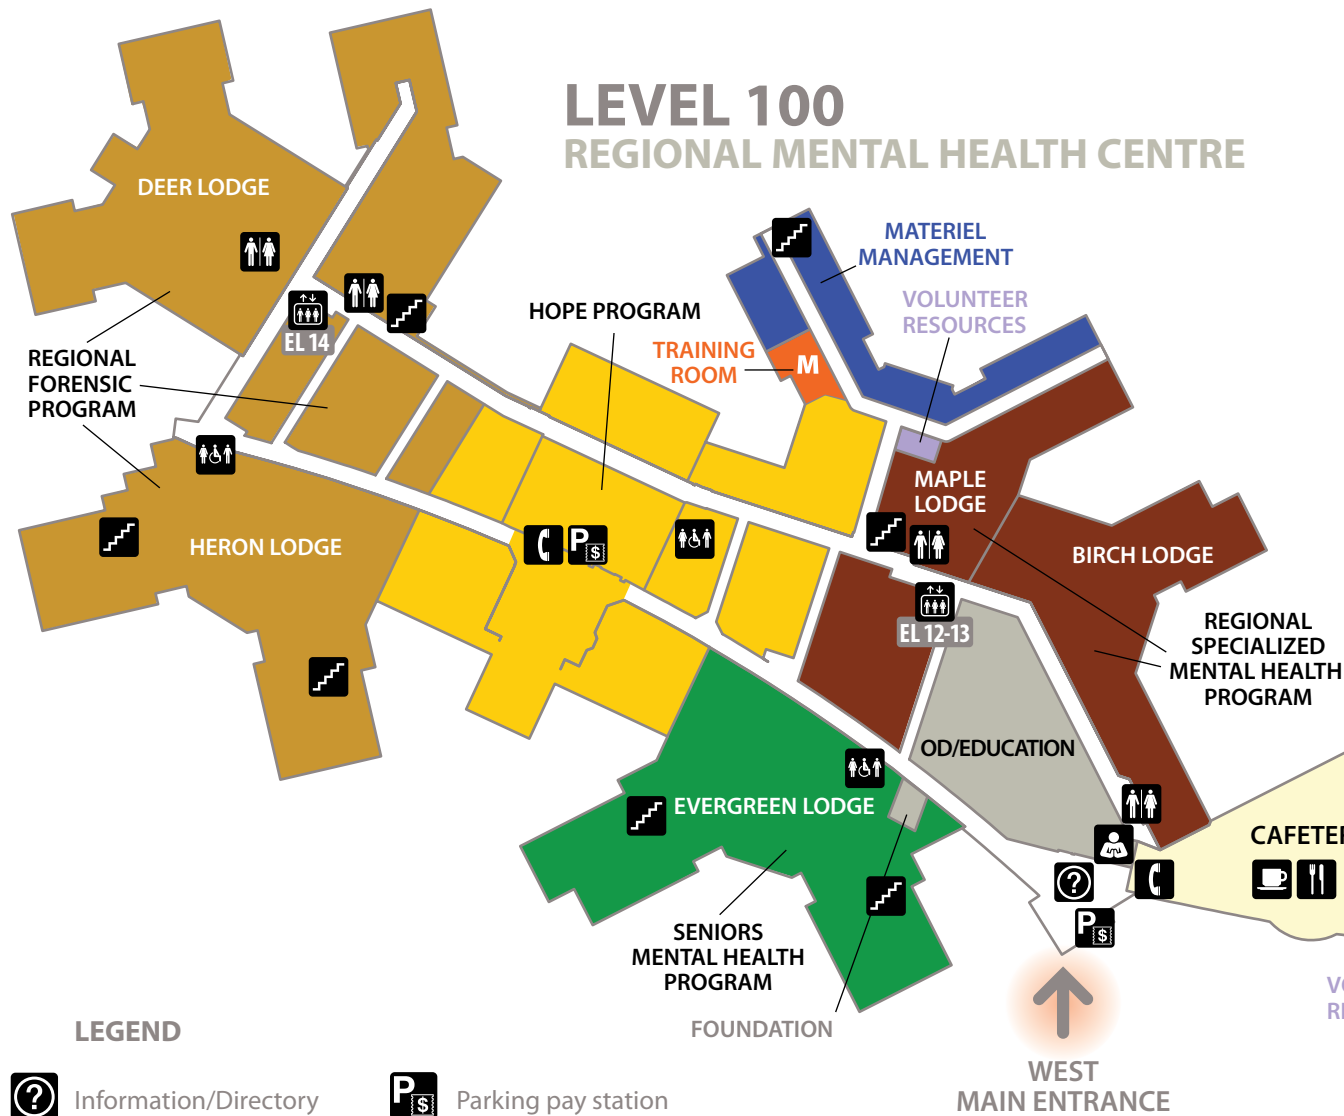 LEVEL 100
REGIONAL MENTAL HEALTH CENTRE
DEER LODGE
MATERIEL
MANAGEMENT
VOLUNTEER
RESOURCES
HOPE PROGRAM
EL 14
TRAINING
ROOM
M
REGIONAL
FORENSIC
PROGRAM
MAPLE
LODGE
HERON LODGE
P
$
BIRCH LODGE
EL 12-13
REGIONAL
SPECIALIZED
MENTAL HEALTH
PROGRAM
OD/EDUCATION
EVERGREEN LODGE
CAFETE
?
P
$
SENIORS
MENTAL HEALTH
PROGRAM
FOUNDATION
WEST
MAIN ENTRANCE
LEGEND
? Information/Directory
P $ Parking pay station